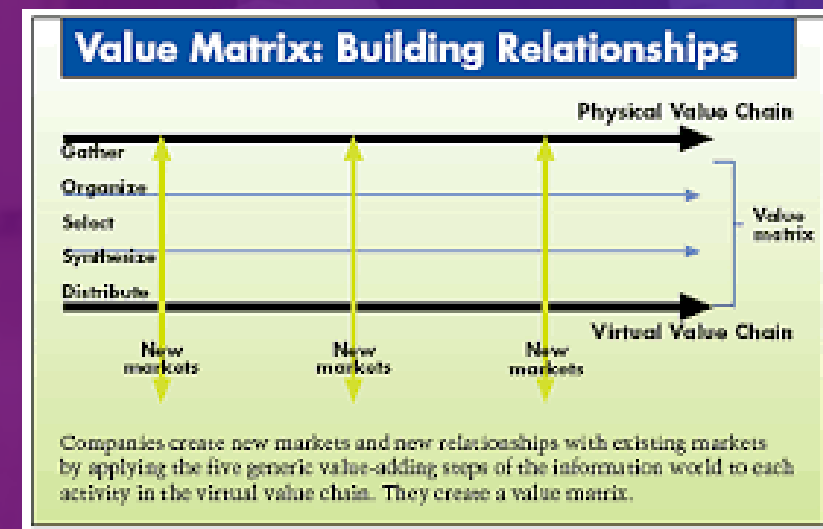 Value Matrix: Building Relationships
Physical Value Chain
Gather
Organize
Select
Synthesize
Distribute
Value
matrix
Virtual Value Chain
New
markets
New
markets
New
markets
Companies create new markets and new relationships with existing markets
by applying the five generic value-adding steps of the information world to each
activity in the virtual value chain. They create a value matrix.